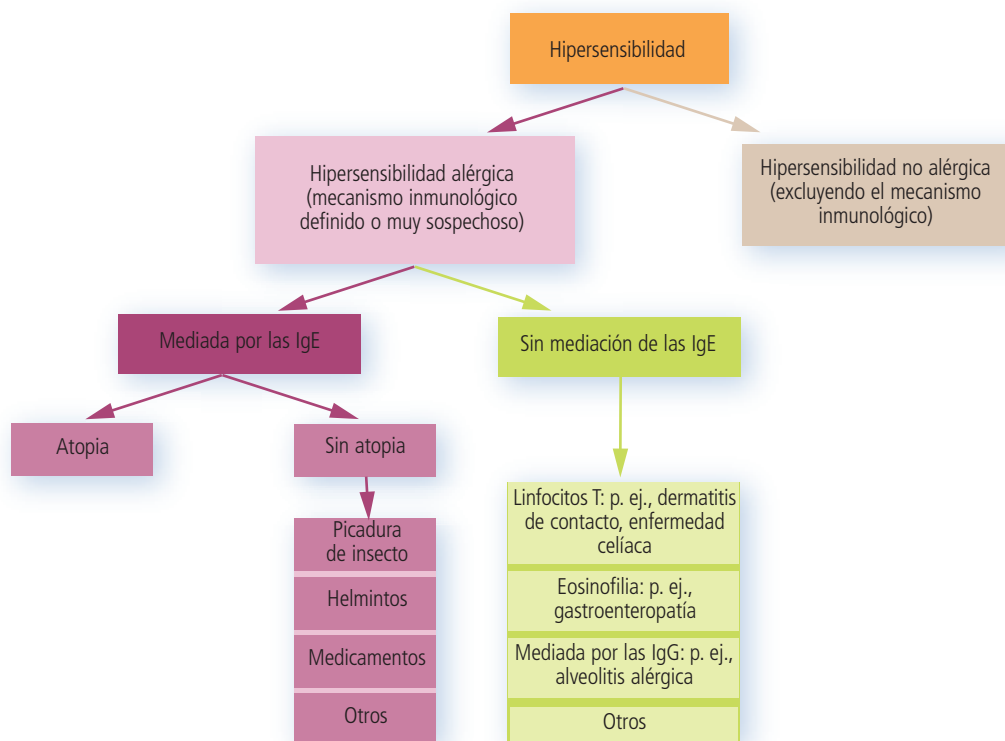 Hipersensibilidad
Hipersensibilidad alérgica
(mecanismo inmunológico
definido o muy sospechoso)
Hipersensibilidad no alérgica
(excluyendo el mecanismo
inmunológico)
Mediada por las IgE
Sin mediación de las IgE
Atopia
Sin atopia
Picadura
de insecto
Helmintos
Medicamentos
Otros
Linfocitos T: p. ej., dermatitis
de contacto, enfermedad
celíaca
Eosinofilia: p. ej.,
gastroenteropatía
Mediada por las IgG: p. ej.,
alveolitis alérgica
Otros